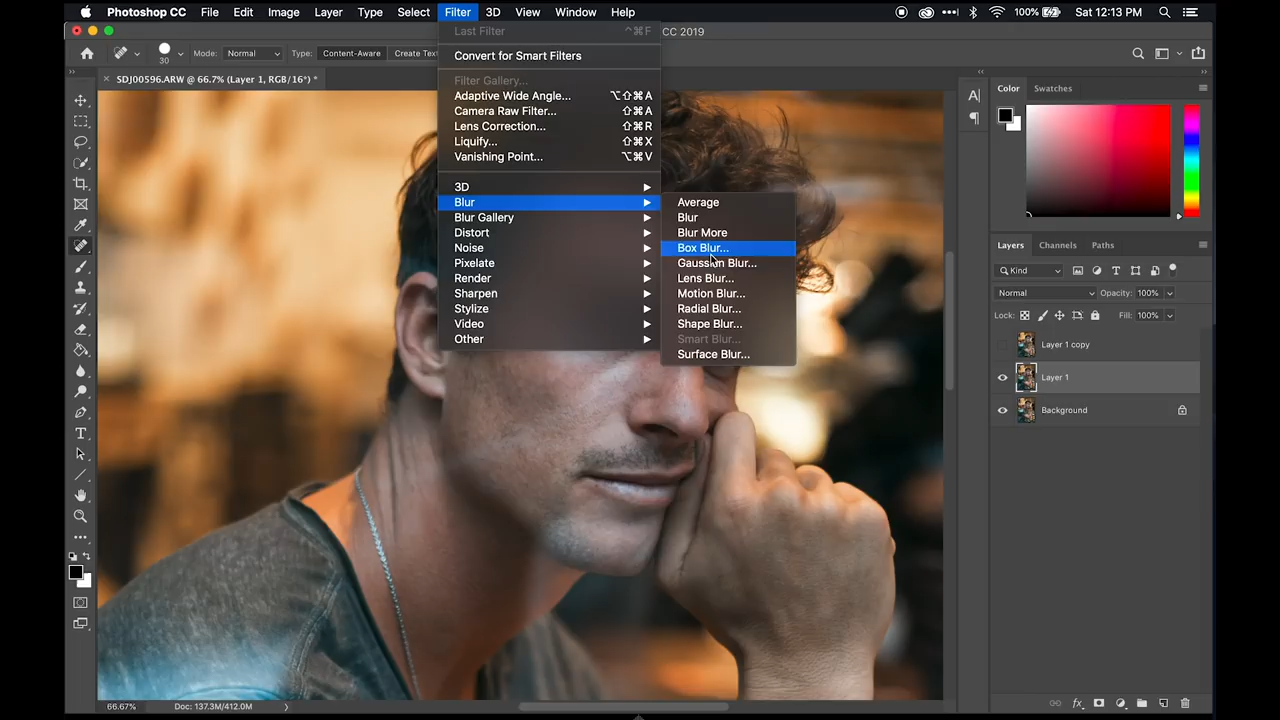 Photoshop CC File Edit Image Layer Type Select Filter 3D View Window Help 100% Sat 12:13 PM
CC 2019
30 Mode: Normal Type: Content-Aware Create Tex
× SDJ00596.ARW @ 66.7% (Layer 1, RGB/16*) *
Last Filter ^⌘F
Convert for Smart Filters
Filter Gallery...
Adaptive Wide Angle... ⌥⇧⌘A
Camera Raw Filter... ⇧⌘A
Lens Correction... ⇧⌘R
Liquify... ⇧⌘X
Vanishing Point... ⌥⌘V
3D
Blur
Blur Gallery
Distort
Noise
Pixelate
Render
Sharpen
Stylize
Video
Other
Average
Blur
Blur More
Box Blur...
Gaussian Blur...
Lens Blur...
Motion Blur...
Radial Blur...
Shape Blur...
Smart Blur...
Surface Blur...
Color Swatches
Layers Channels Paths
Kind
Normal Opacity: 100%
Lock: Fill: 100%
Layer 1 copy
Layer 1
Background
66.67% Doc: 137.3M/412.0M